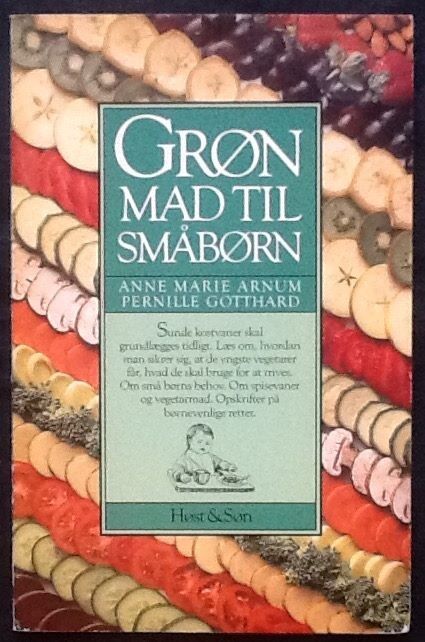 GRØN
MAD TIL
SMÅBØRN
ANNE MARIE ARNUM
PERNILLE GOTTHARD
Sunde kostvaner skal
grundlægges tidligt. Læs om, hvordan
man sikrer sig, at de yngste vegetarer
får, hvad de skal bruge for at trives.
Om små børns behov. Om spisevaner
og vegetarmad. Opskrifter på
børnevenlige retter.
Høst & Søn